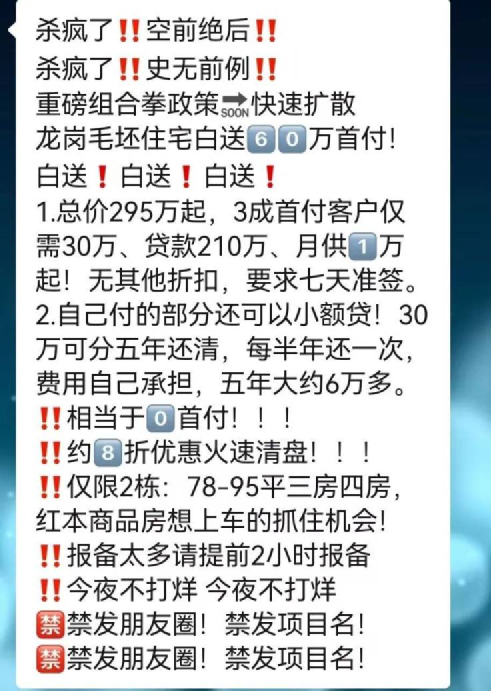 杀疯了‼️空前绝后‼️
杀疯了‼️史无前例‼️
重磅组合拳政策🔜快速扩散
龙岗毛坯住宅白送6️⃣0️⃣万首付！
白送❗白送❗白送❗
1.总价295万起，3成首付客户仅
需30万、贷款210万、月供1️⃣万
起！无其他折扣，要求七天准签。
2.自己付的部分还可以小额贷！30
万可分五年还清，每半年还一次，
费用自己承担，五年大约6万多。
‼️相当于0️⃣首付！！！
‼️约8️⃣折优惠火速清盘！！！
‼️仅限2栋：78-95平三房四房，
红本商品房想上车的抓住机会！
‼️报备太多请提前2小时报备
‼️今夜不打烊 今夜不打烊
🈲禁发朋友圈！禁发项目名！
🈲禁发朋友圈！禁发项目名！